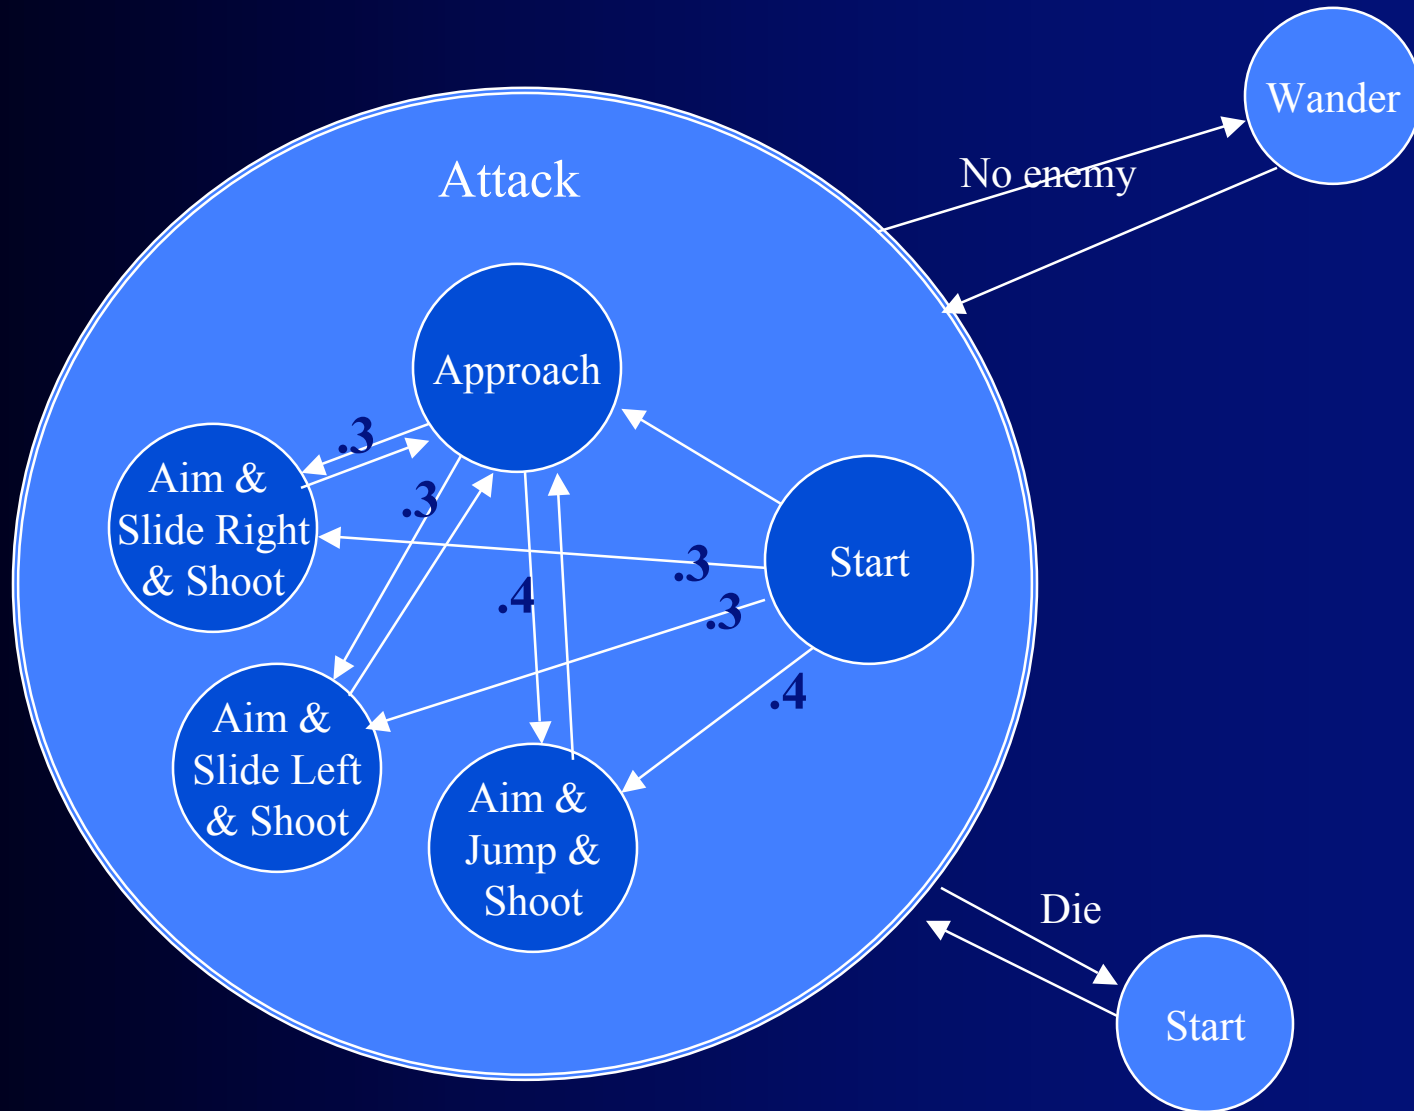 Wander
No enemy
Attack
Approach
.3
Aim &
Slide Right
& Shoot
.3
.3
Start
.4
.3
.4
Aim &
Slide Left
& Shoot
Aim &
Jump &
Shoot
Die
Start